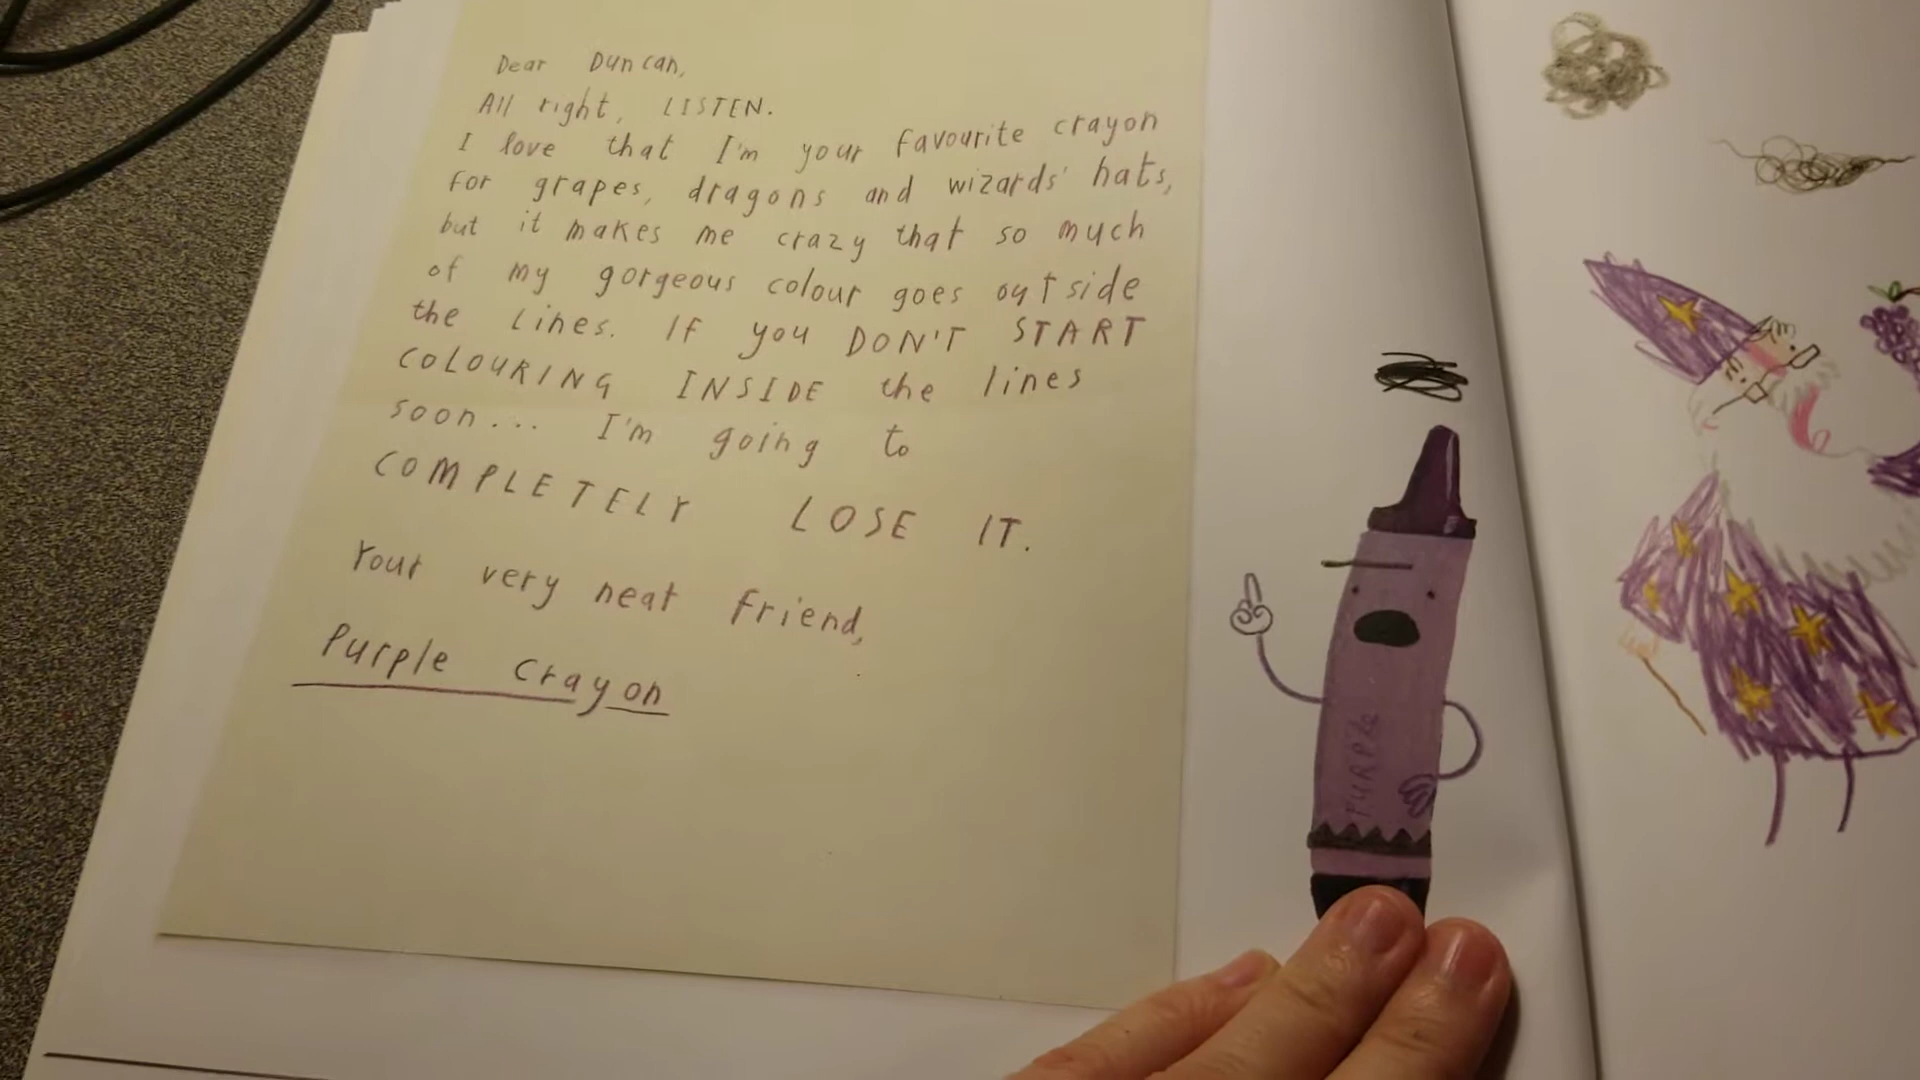 Dear Duncan,
All right, LISTEN.
I love that I'm your favourite crayon
for grapes, dragons and wizards' hats,
but it makes me crazy that so much
of my gorgeous colour goes outside
the lines. If you DON'T START
COLOURING INSIDE the lines
soon... I'm going to
COMPLETELY LOSE IT.
Your very neat friend,
Purple Crayon
PURPLE